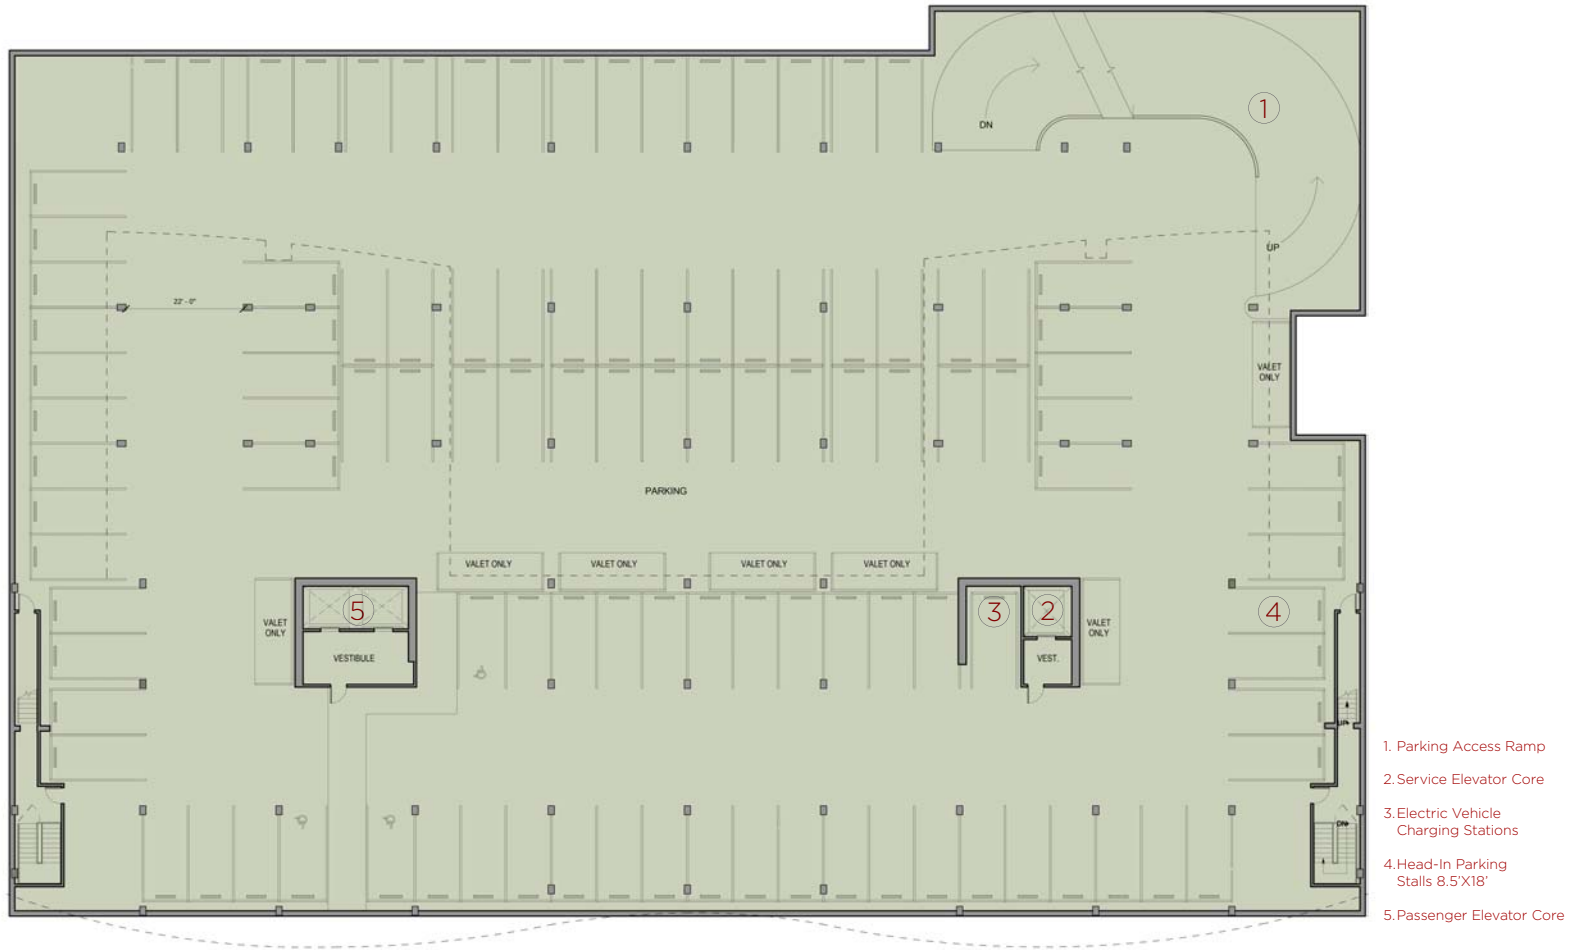 1
DN
UP
22' - 0"
VALET
ONLY
PARKING
VALET ONLY
VALET ONLY
VALET ONLY
VALET ONLY
5
3
2
4
VALET
ONLY
VESTIBULE
VEST.
VALET
ONLY
UP
DN
1. Parking Access Ramp
2. Service Elevator Core
3. Electric Vehicle
Charging Stations
4. Head-In Parking
Stalls 8.5'X18'
5. Passenger Elevator Core